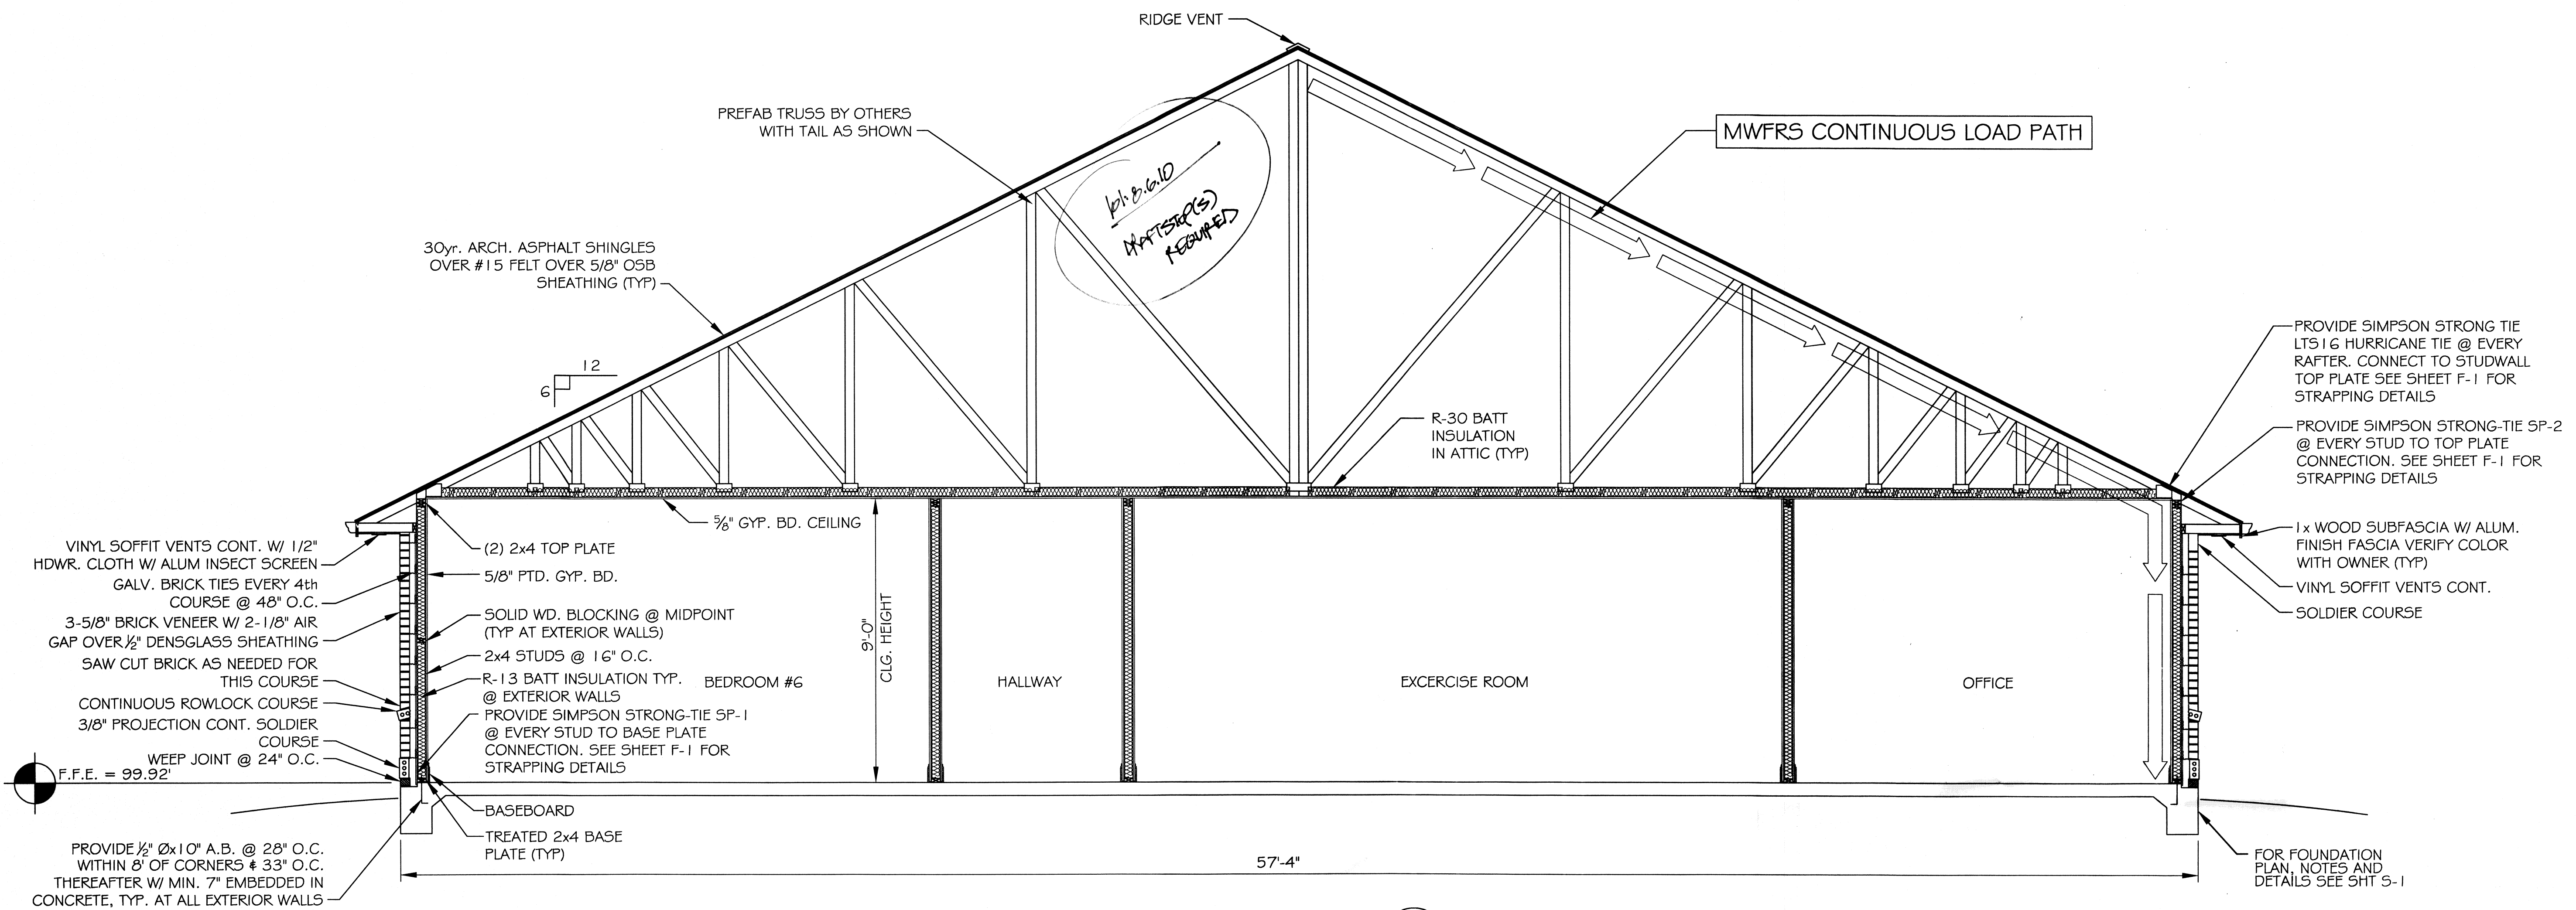 RIDGE VENT
PREFAB TRUSS BY OTHERS
WITH TAIL AS SHOWN
MWFRS CONTINUOUS LOAD PATH
DRAFTSTOP(S)
REQUIRED
30yr. ARCH. ASPHALT SHINGLES
OVER #15 FELT OVER 5/8" OSB
SHEATHING (TYP)
12
6
R-30 BATT
INSULATION
IN ATTIC (TYP)
PROVIDE SIMPSON STRONG TIE
LTS16 HURRICANE TIE @ EVERY
RAFTER. CONNECT TO STUDWALL
TOP PLATE SEE SHEET F-1 FOR
STRAPPING DETAILS
PROVIDE SIMPSON STRONG-TIE SP-2
@ EVERY STUD TO TOP PLATE
CONNECTION. SEE SHEET F-1 FOR
STRAPPING DETAILS
1x WOOD SUBFASCIA W/ ALUM.
FINISH FASCIA VERIFY COLOR
WITH OWNER (TYP)
VINYL SOFFIT VENTS CONT.
SOLDIER COURSE
VINYL SOFFIT VENTS CONT. W/ 1/2"
HDWR. CLOTH W/ ALUM INSECT SCREEN
GALV. BRICK TIES EVERY 4th
COURSE @ 48" O.C.
3-5/8" BRICK VENEER W/ 2-1/8" AIR
GAP OVER ½" DENSGLASS SHEATHING
SAW CUT BRICK AS NEEDED FOR
THIS COURSE
CONTINUOUS ROWLOCK COURSE
3/8" PROJECTION CONT. SOLDIER
COURSE
WEEP JOINT @ 24" O.C.
F.F.E. = 99.92'
5/8" GYP. BD. CEILING
(2) 2x4 TOP PLATE
5/8" PTD. GYP. BD.
SOLID WD. BLOCKING @ MIDPOINT
(TYP AT EXTERIOR WALLS)
2x4 STUDS @ 16" O.C.
R-13 BATT INSULATION TYP.
@ EXTERIOR WALLS
PROVIDE SIMPSON STRONG-TIE SP-1
@ EVERY STUD TO BASE PLATE
CONNECTION. SEE SHEET F-1 FOR
STRAPPING DETAILS
BEDROOM #6
9'-0"
CLG. HEIGHT
HALLWAY
EXCERCISE ROOM
OFFICE
BASEBOARD
TREATED 2x4 BASE
PLATE (TYP)
PROVIDE ½" Øx10" A.B. @ 28" O.C.
WITHIN 8' OF CORNERS & 33" O.C.
THEREAFTER W/ MIN. 7" EMBEDDED IN
CONCRETE, TYP. AT ALL EXTERIOR WALLS
57'-4"
FOR FOUNDATION
PLAN, NOTES AND
DETAILS SEE SHT S-1